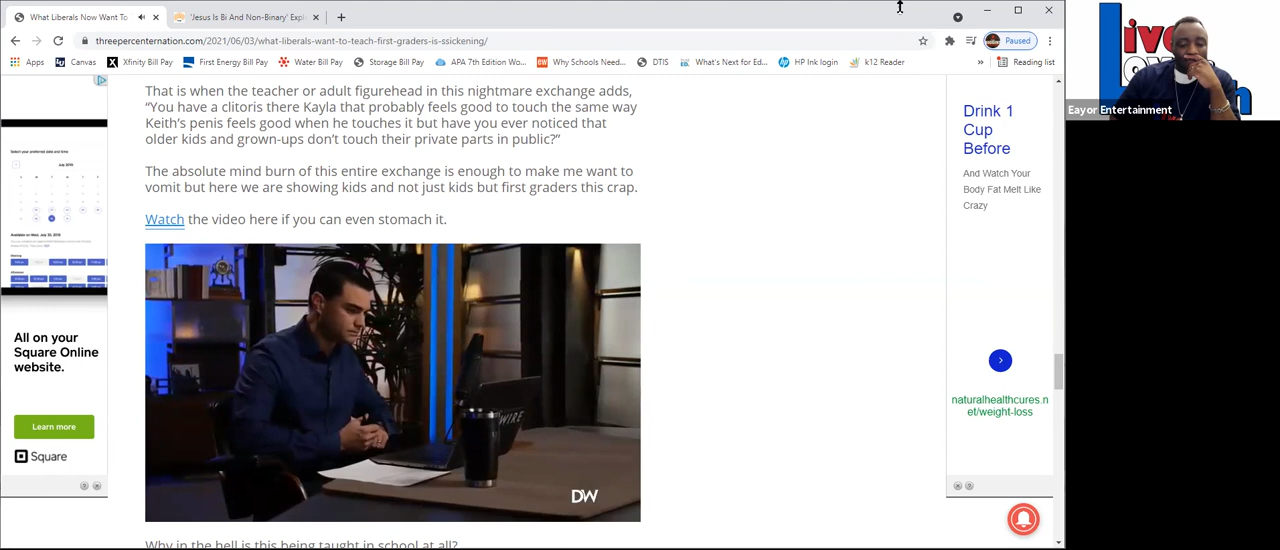 What Liberals Now Want To
'Jesus Is Bi And Non-Binary' Expl
threepercenternation.com/2021/06/03/what-liberals-want-to-teach-first-graders-is-ssickening/
Paused
Apps
Canvas
Xfinity Bill Pay
First Energy Bill Pay
Water Bill Pay
Storage Bill Pay
APA 7th Edition Wo...
Why Schools Need...
DTIS
What's Next for Ed...
HP Ink login
k12 Reader
»
Reading list
That is when the teacher or adult figurehead in this nightmare exchange adds,
“You have a clitoris there Kayla that probably feels good to touch the same way
Keith’s penis feels good when he touches it but have you ever noticed that
older kids and grown-ups don’t touch their private parts in public?”
The absolute mind burn of this entire exchange is enough to make me want to
vomit but here we are showing kids and not just kids but first graders this crap.
Watch the video here if you can even stomach it.
WIRE
DW
Why in the hell is this being taught in school at all?
Select your preferred date and time
July 2019
All on your
Square Online
website.
Learn more
Square
Drink 1
Cup
Before
And Watch Your
Body Fat Melt Like
Crazy
naturalhealthcures.n
et/weight-loss
Eayor Entertainment